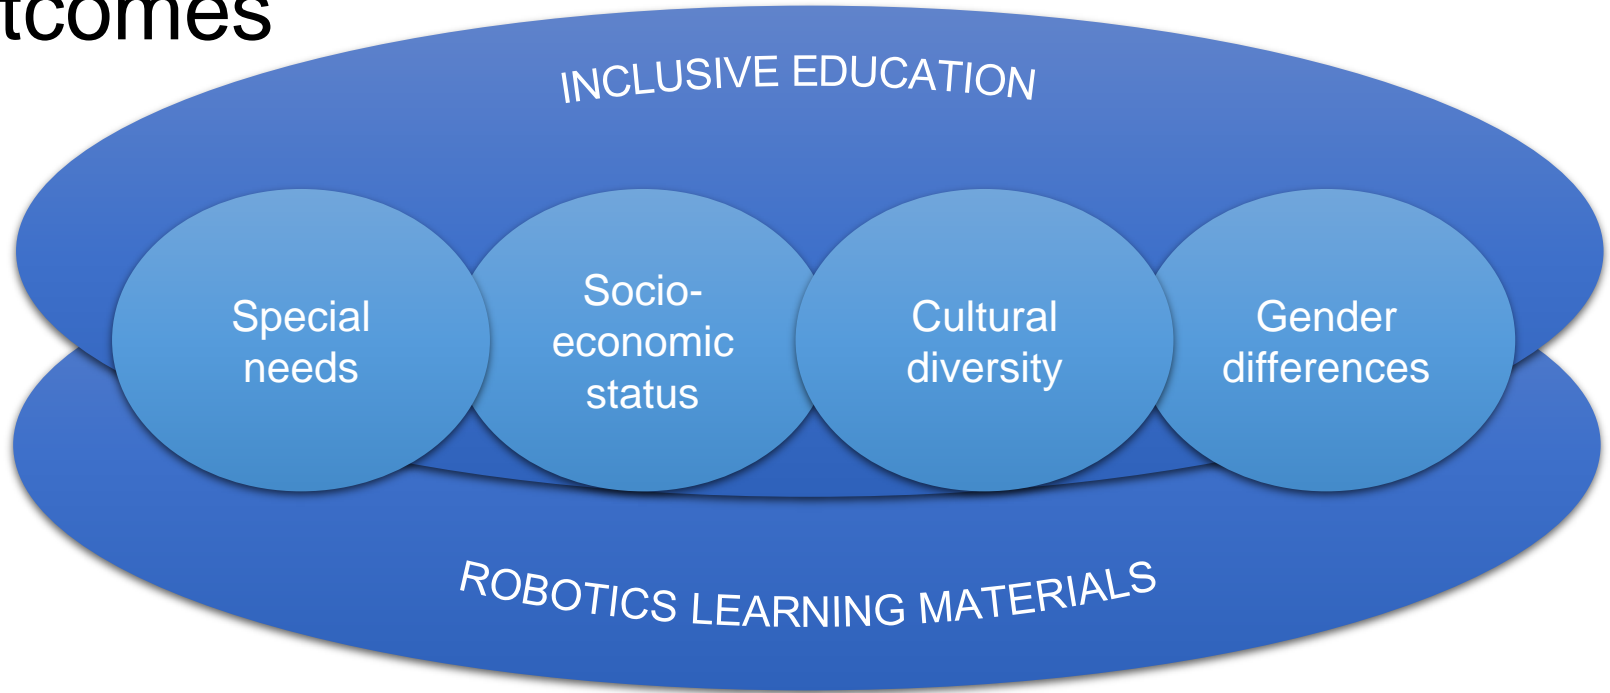 tcomes
INCLUSIVE EDUCATION
Special
needs
Socio-
economic
status
Cultural
diversity
Gender
differences
ROBOTICS LEARNING MATERIALS